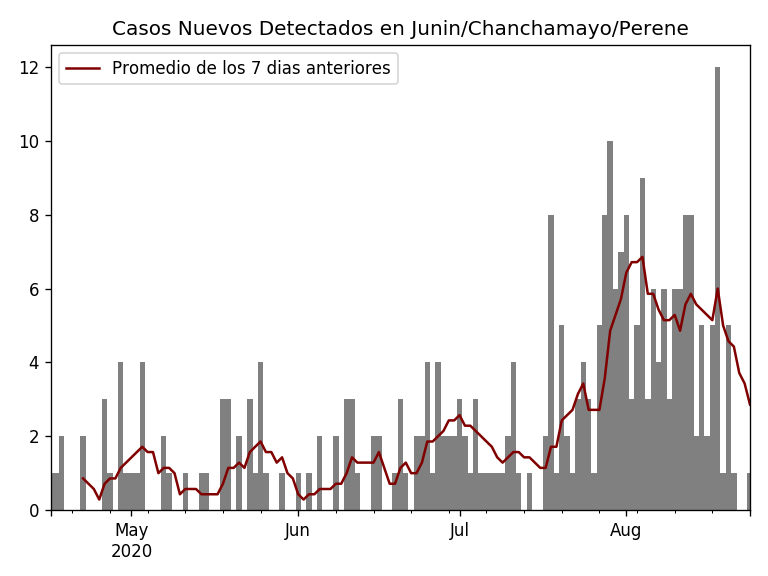 Casos Nuevos Detectados en Junin/Chanchamayo/Perene
Promedio de los 7 dias anteriores
12
10
8
6
4
2
0
May
2020
Jun
Jul
Aug